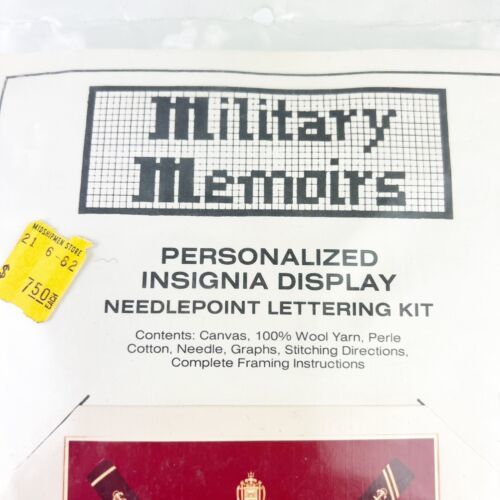 Military
Memoirs
MIDSHIPMEN STORE
21 6-82
$ 7.50
PERSONALIZED
INSIGNIA DISPLAY
NEEDLEPOINT LETTERING KIT
Contents: Canvas, 100% Wool Yarn, Perle
Cotton, Needle, Graphs, Stitching Directions,
Complete Framing Instructions